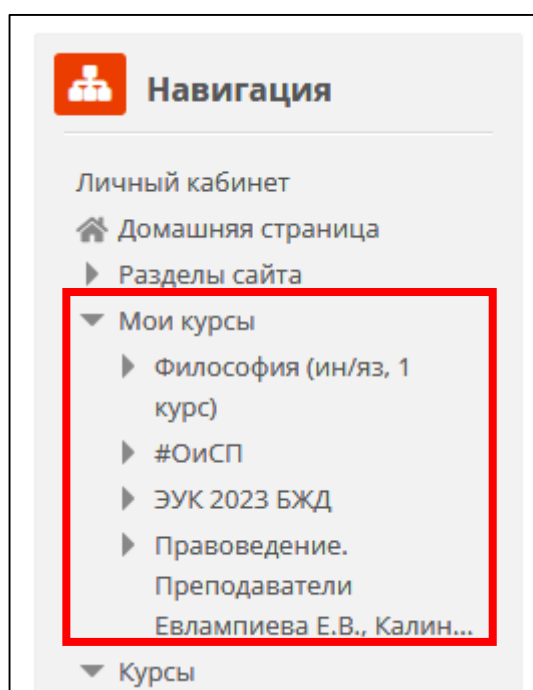 Навигация
Личный кабинет
Домашняя страница
Разделы сайта
Мои курсы
Философия (ин/яз, 1
курс)
#ОиСП
ЭУК 2023 БЖД
Правоведение.
Преподаватели
Евлампиева Е.В., Калин...
Курсы